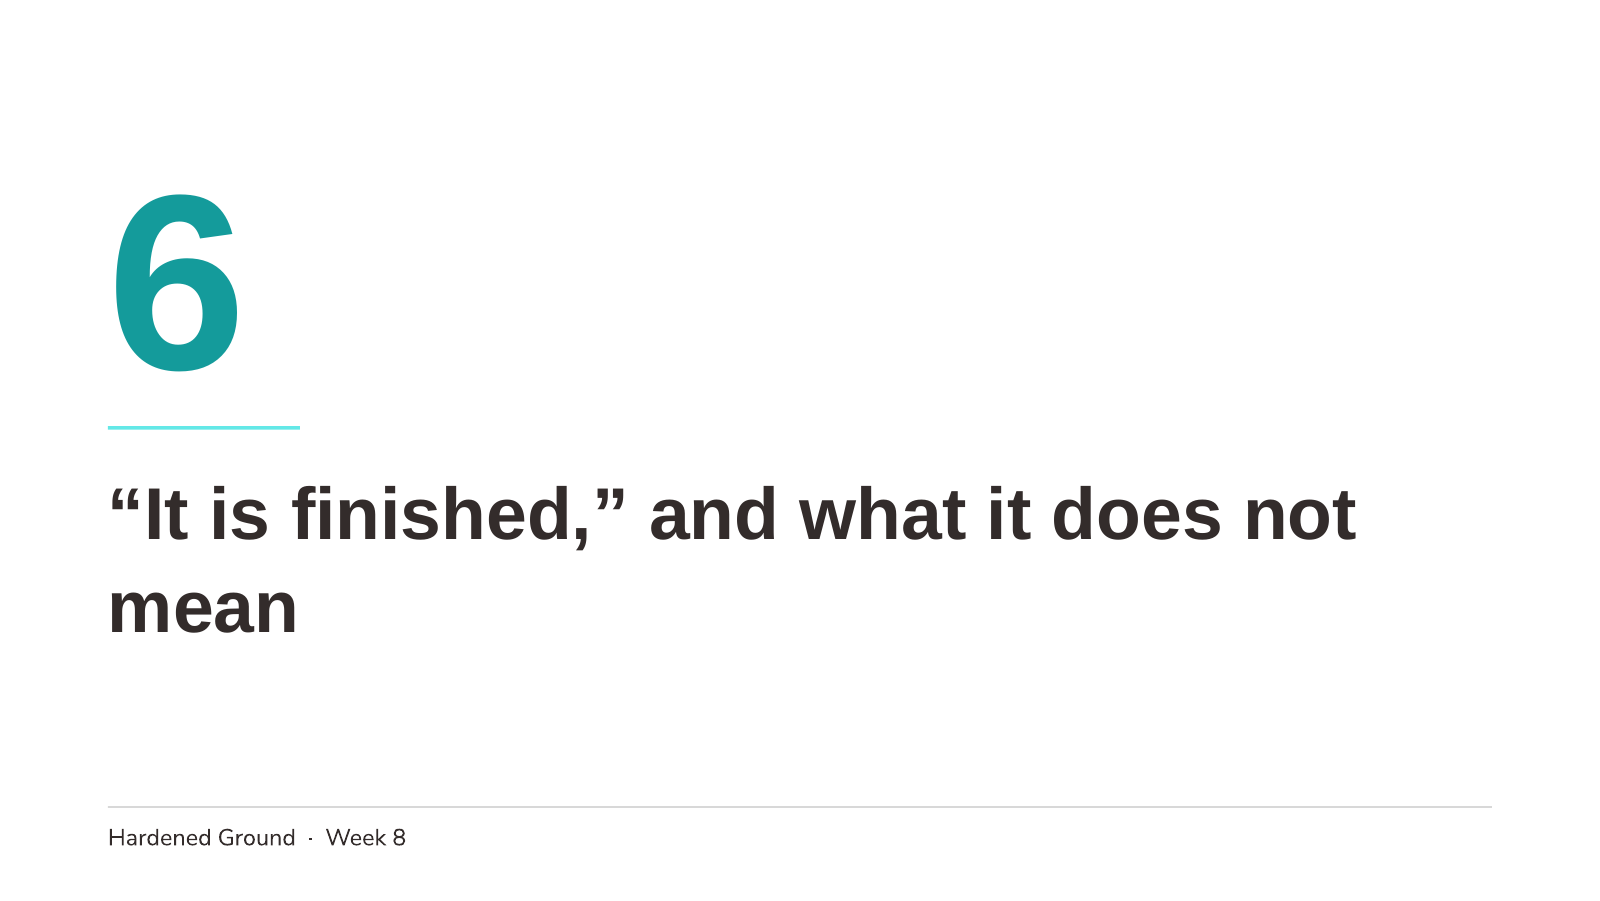 6
“It is finished,” and what it does not
mean
Hardened Ground · Week 8